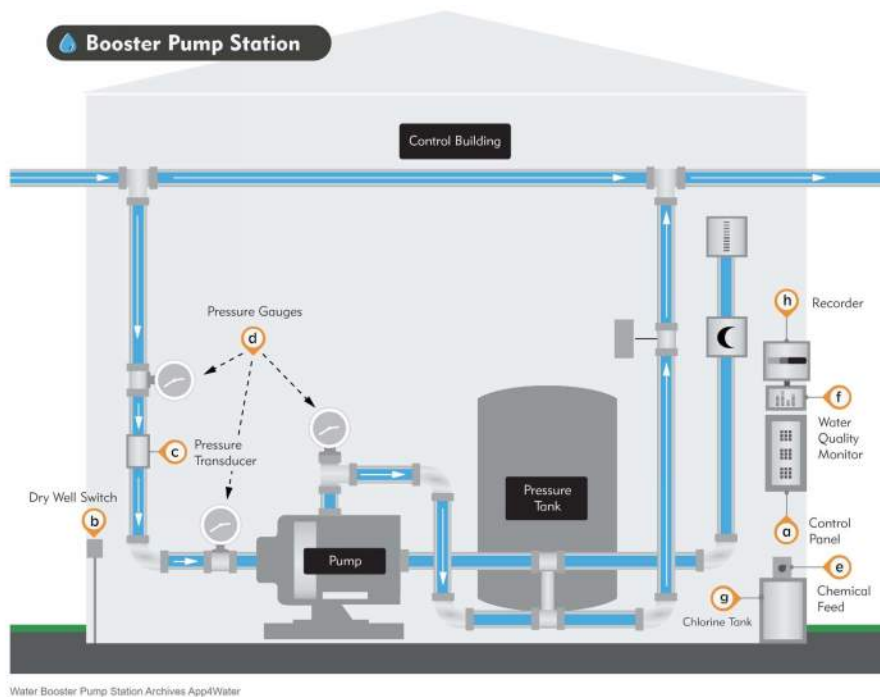 Booster Pump Station
Control Building
h
Recorder
Pressure Gauges
d
f
Water
Quality
Monitor
c
Pressure
Transducer
Dry Well Switch
b
Pressure
Tank
a
Control
Panel
Pump
e
Chemical
Feed
g
Chlorine Tank
Water Booster Pump Station Archives App4Water